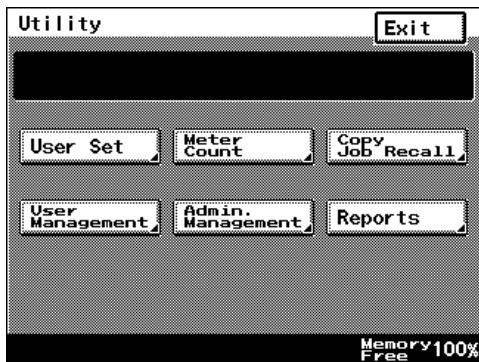 Utility
Exit
User Set
Meter
Count
Copy
Job Recall
User
Management
Admin.
Management
Reports
Memory
Free 100%